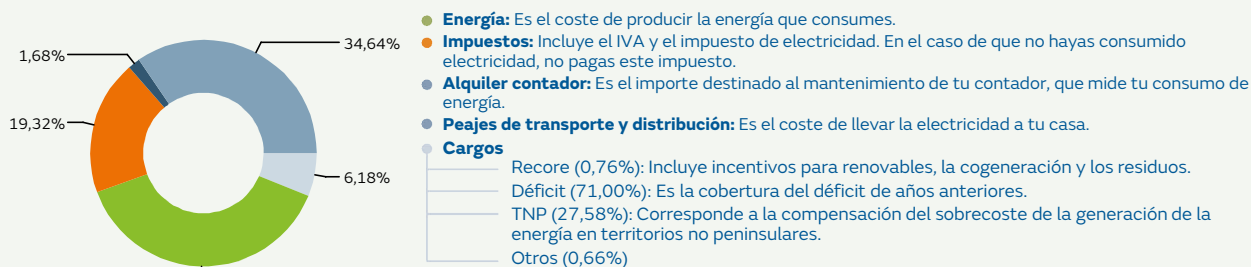 34,64%
1,68%
19,32%
6,18%
Energía: Es el coste de producir la energía que consumes.
Impuestos: Incluye el IVA y el impuesto de electricidad. En el caso de que no hayas consumido
electricidad, no pagas este impuesto.
Alquiler contador: Es el importe destinado al mantenimiento de tu contador, que mide tu consumo de
energía.
Peajes de transporte y distribución: Es el coste de llevar la electricidad a tu casa.
Cargos
Recore (0,76%): Incluye incentivos para renovables, la cogeneración y los residuos.
Déficit (71,00%): Es la cobertura del déficit de años anteriores.
TNP (27,58%): Corresponde a la compensación del sobrecoste de la generación de la
energía en territorios no peninsulares.
Otros (0,66%)